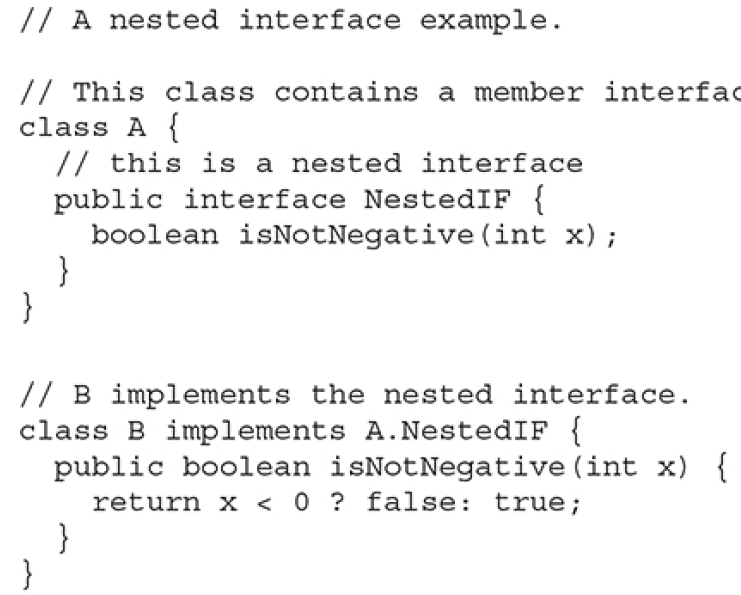 // A nested interface example.
// This class contains a member interfac
class A {
// this is a nested interface
public interface NestedIF {
boolean isNotNegative(int x);
}
}
// B implements the nested interface.
class B implements A.NestedIF {
public boolean isNotNegative(int x) {
return x < 0 ? false: true;
}
}